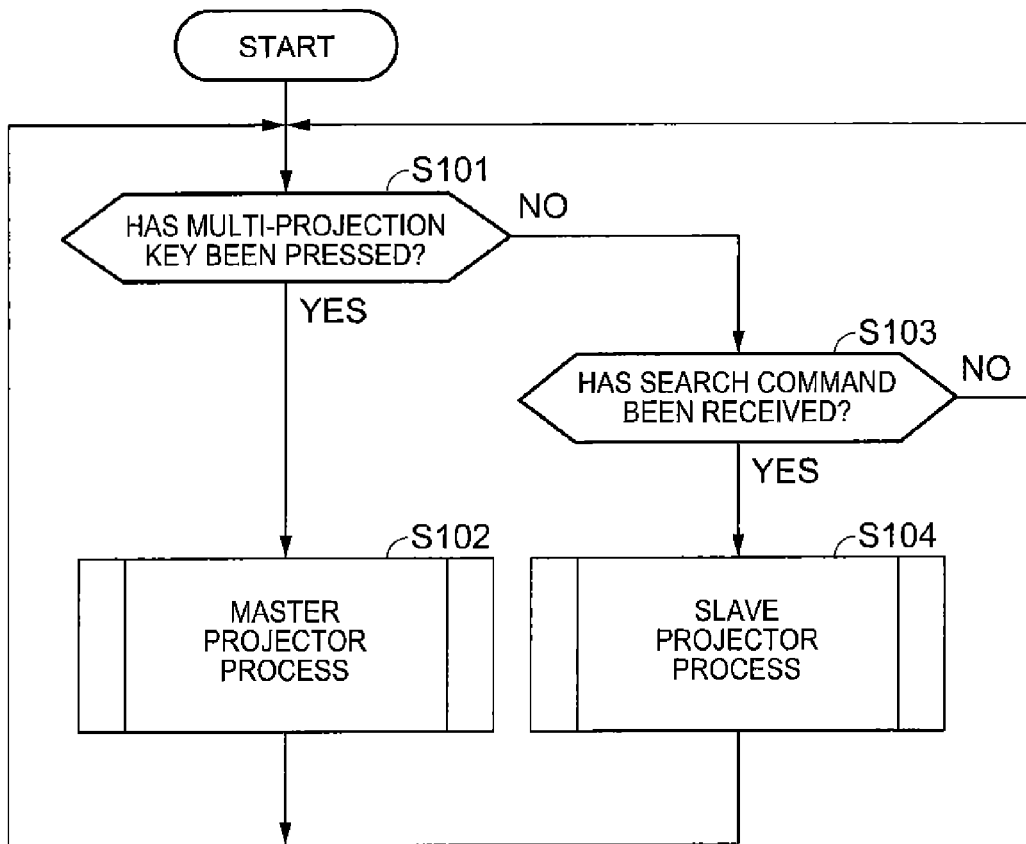 START
S101
HAS MULTI-PROJECTION
KEY BEEN PRESSED?
NO
YES
S103
HAS SEARCH COMMAND
BEEN RECEIVED?
NO
YES
S102
MASTER
PROJECTOR
PROCESS
S104
SLAVE
PROJECTOR
PROCESS